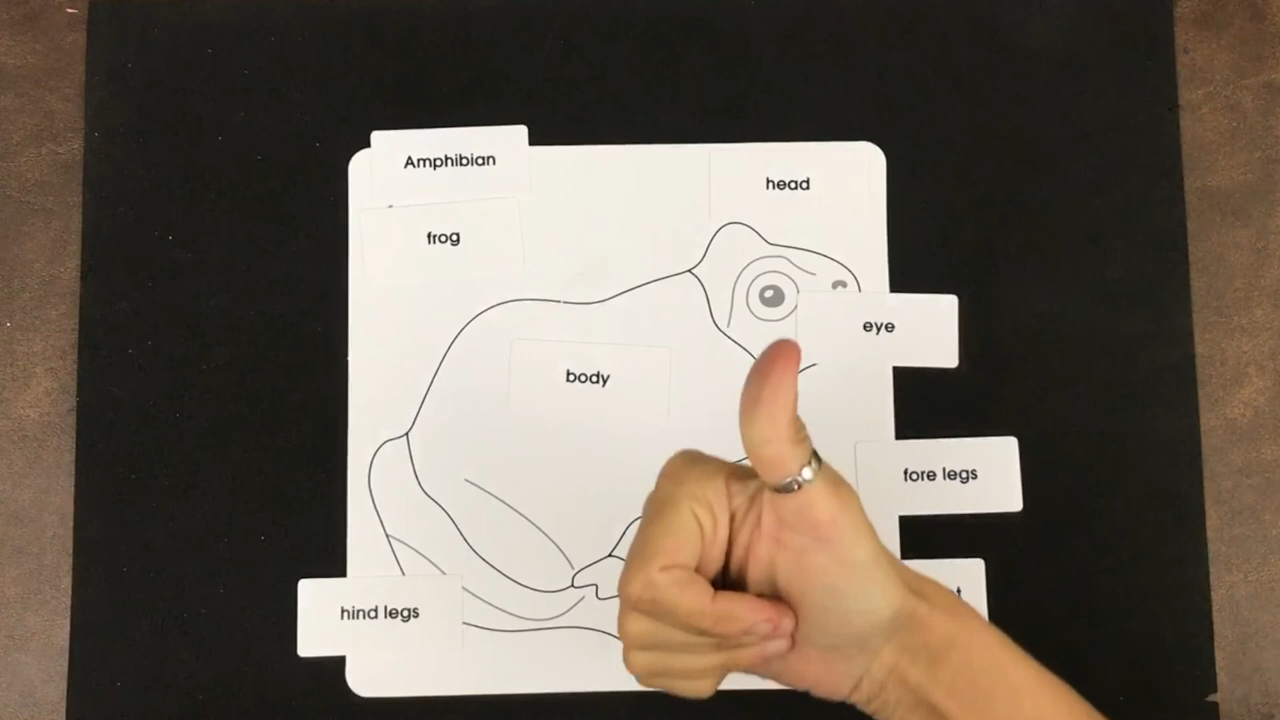 Amphibian
head
frog
eye
body
fore legs
hind legs